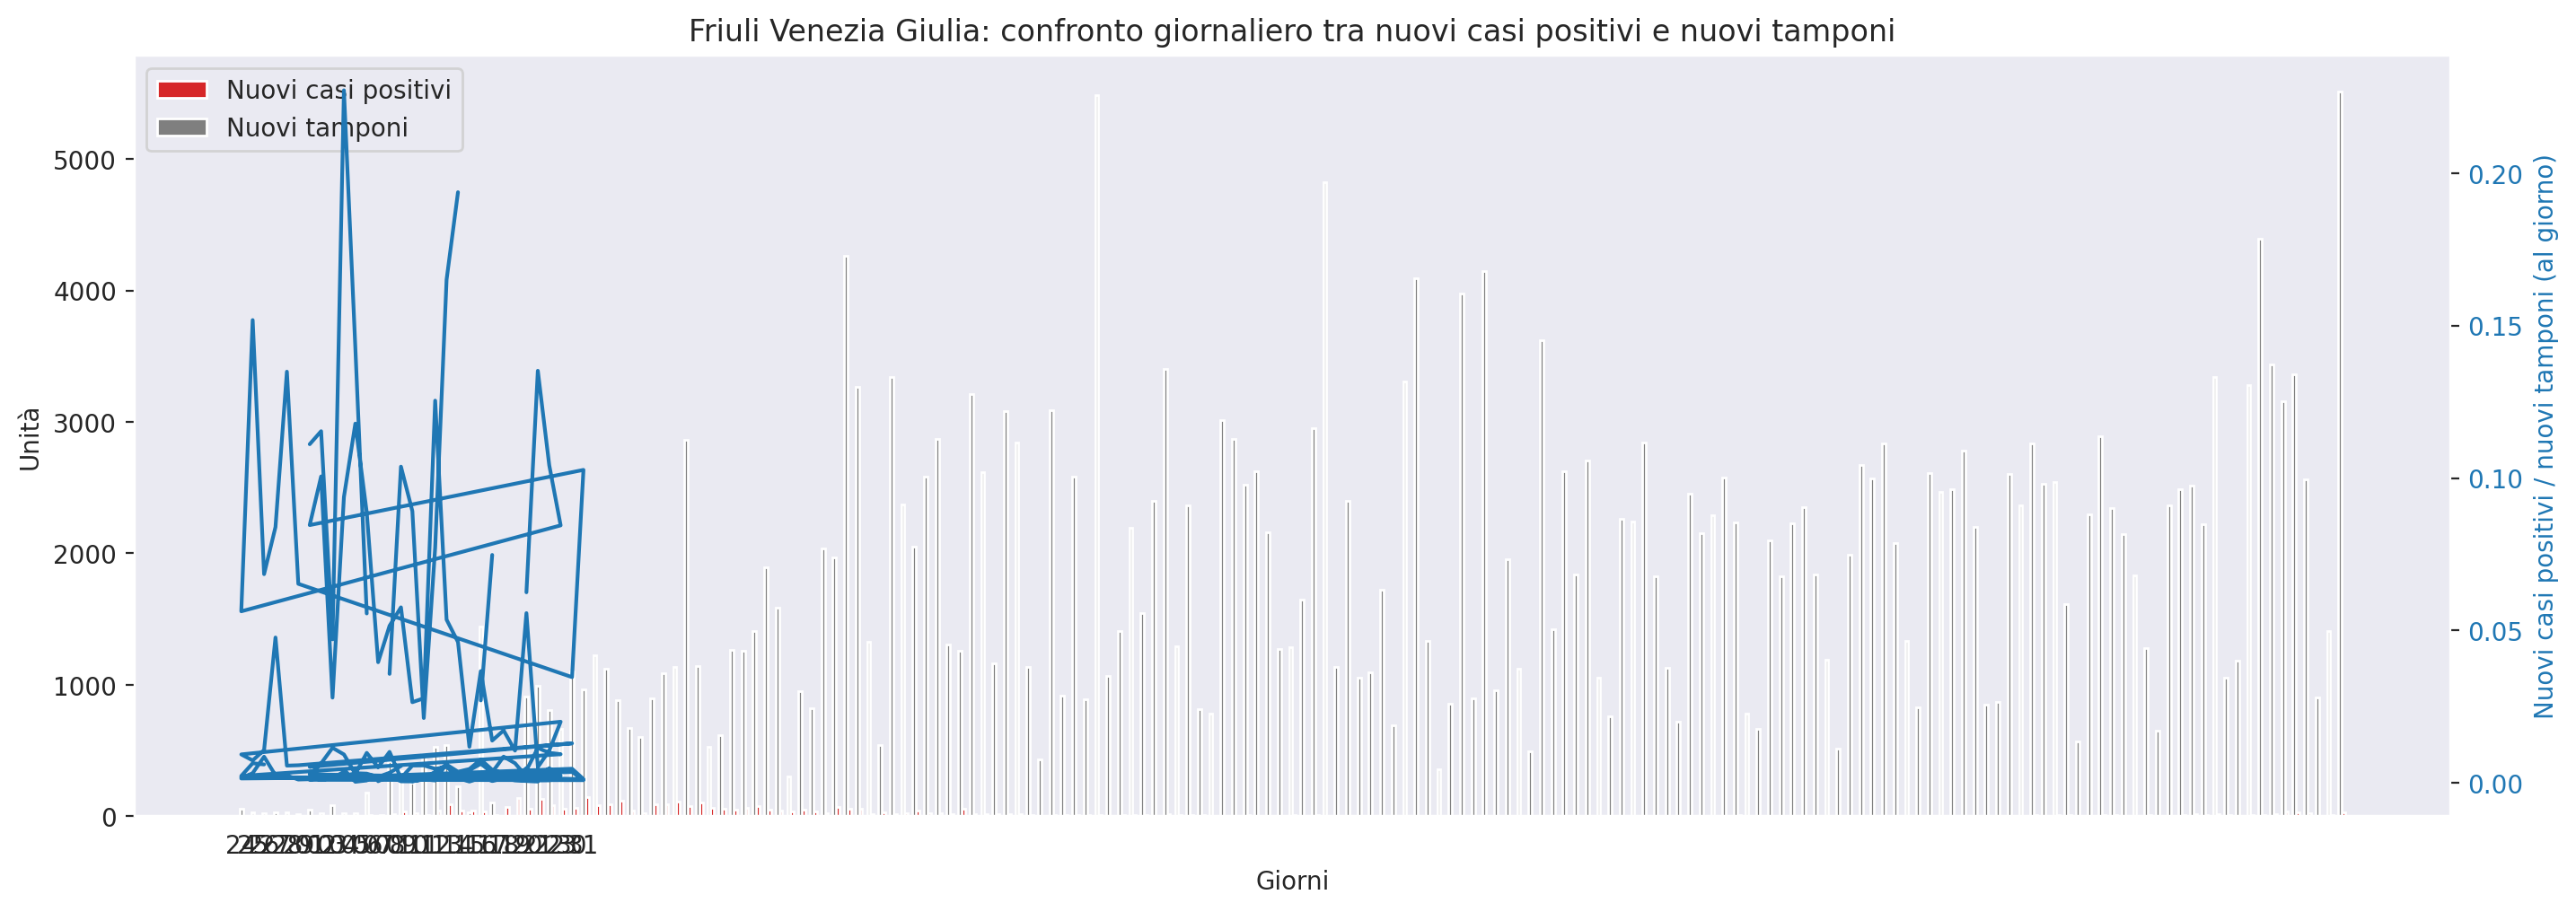 Friuli Venezia Giulia: confronto giornaliero tra nuovi casi positivi e nuovi tamponi
Nuovi casi positivi
Nuovi tamponi
5000
4000
3000
2000
1000
0
Unità
0.20
0.15
0.10
0.05
0.00
Nuovi casi positivi / nuovi tamponi (al giorno)
Giorni